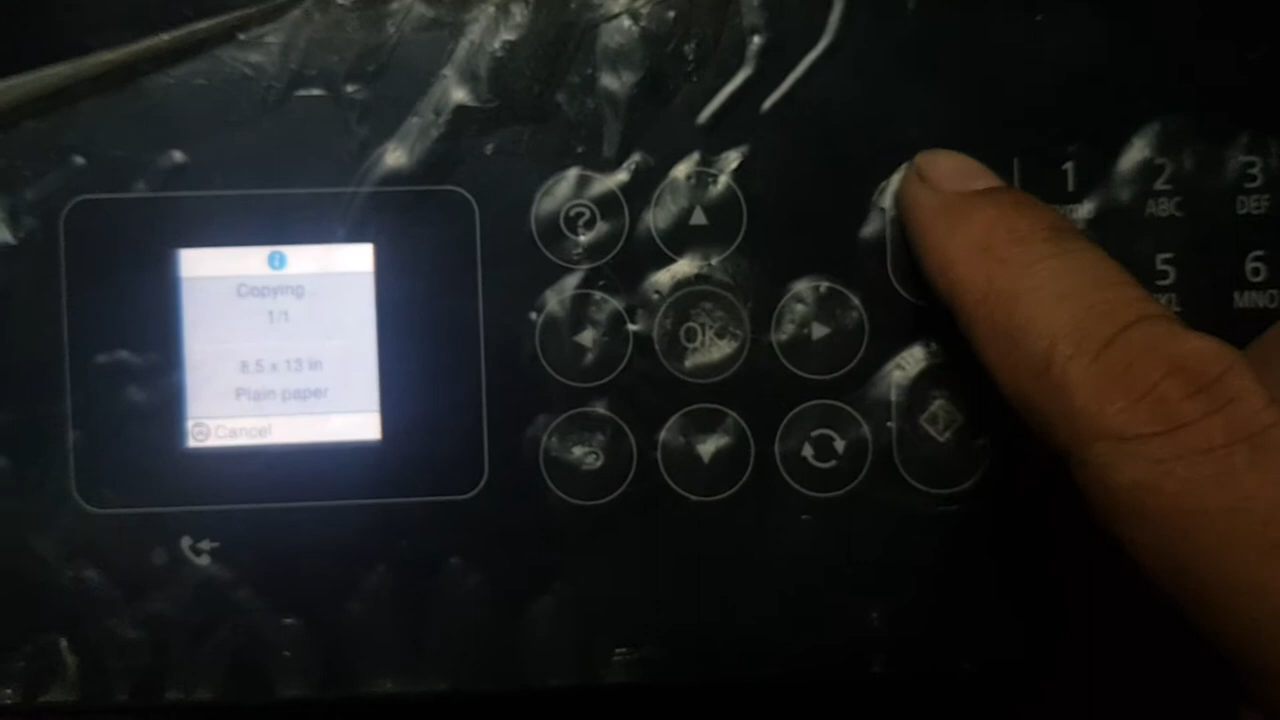 Copying...
1/1
8.5 x 13 in
Plain paper
Cancel
?
OK
1
2
ABC
3
DEF
5
6
MNO